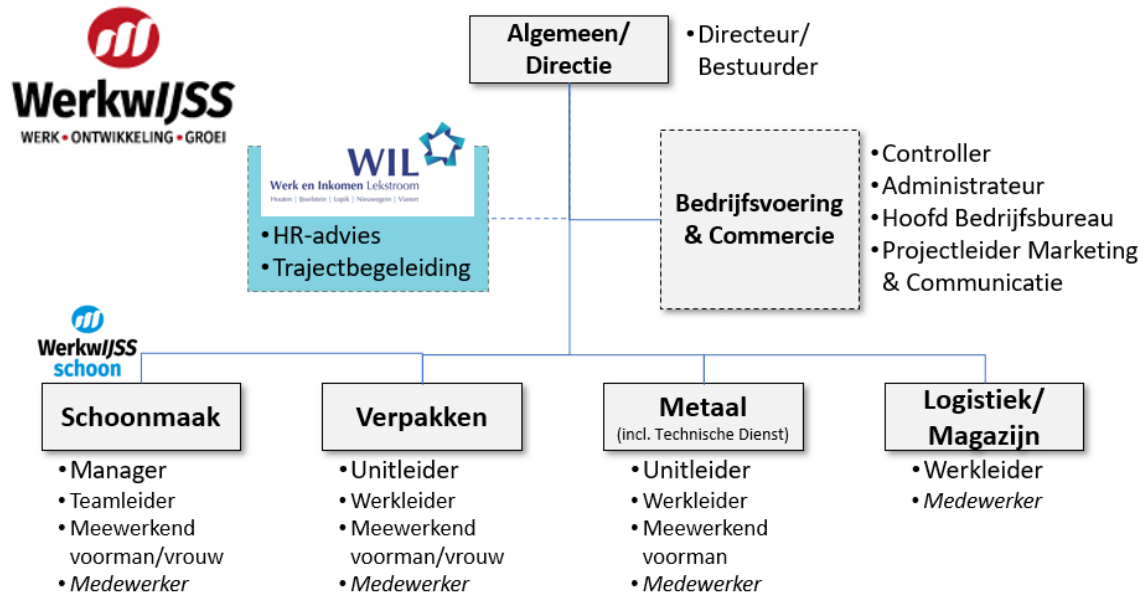 WerkwIJSS
WERK • ONTWIKKELING • GROEI
Algemeen/
Directie
• Directeur/
Bestuurder
WIL
Werk en Inkomen Lekstroom
Houten | IJsselstein | Lopik | Nieuwegein | Vianen
• HR-advies
• Trajectbegeleiding
Bedrijfsvoering
& Commercie
• Controller
• Administrateur
• Hoofd Bedrijfsbureau
• Projectleider Marketing
& Communicatie
WerkwIJSS
schoon
Schoonmaak
• Manager
• Teamleider
• Meewerkend
voorman/vrouw
• Medewerker
Verpakken
• Unitleider
• Werkleider
• Meewerkend
voorman/vrouw
• Medewerker
Metaal
(incl. Technische Dienst)
• Unitleider
• Werkleider
• Meewerkend
voorman
• Medewerker
Logistiek/
Magazijn
• Werkleider
• Medewerker